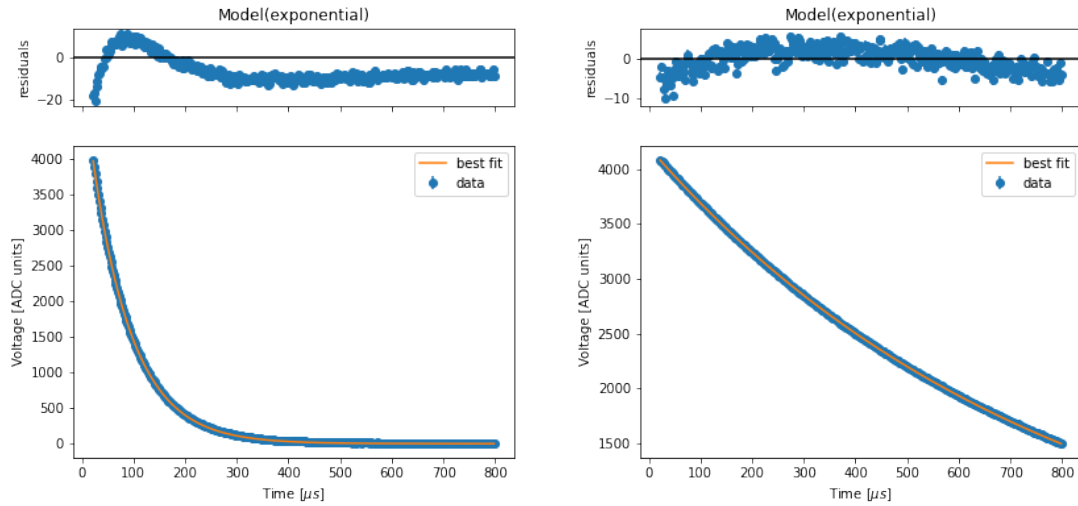 Model(exponential)
residuals
0
−20
Voltage [ADC units]
4000
3500
3000
2500
2000
1500
1000
500
0
best fit
data
0 100 200 300 400 500 600 700 800
Time [μs]
Model(exponential)
residuals
0
−10
Voltage [ADC units]
4000
3500
3000
2500
2000
1500
best fit
data
0 100 200 300 400 500 600 700 800
Time [μs]